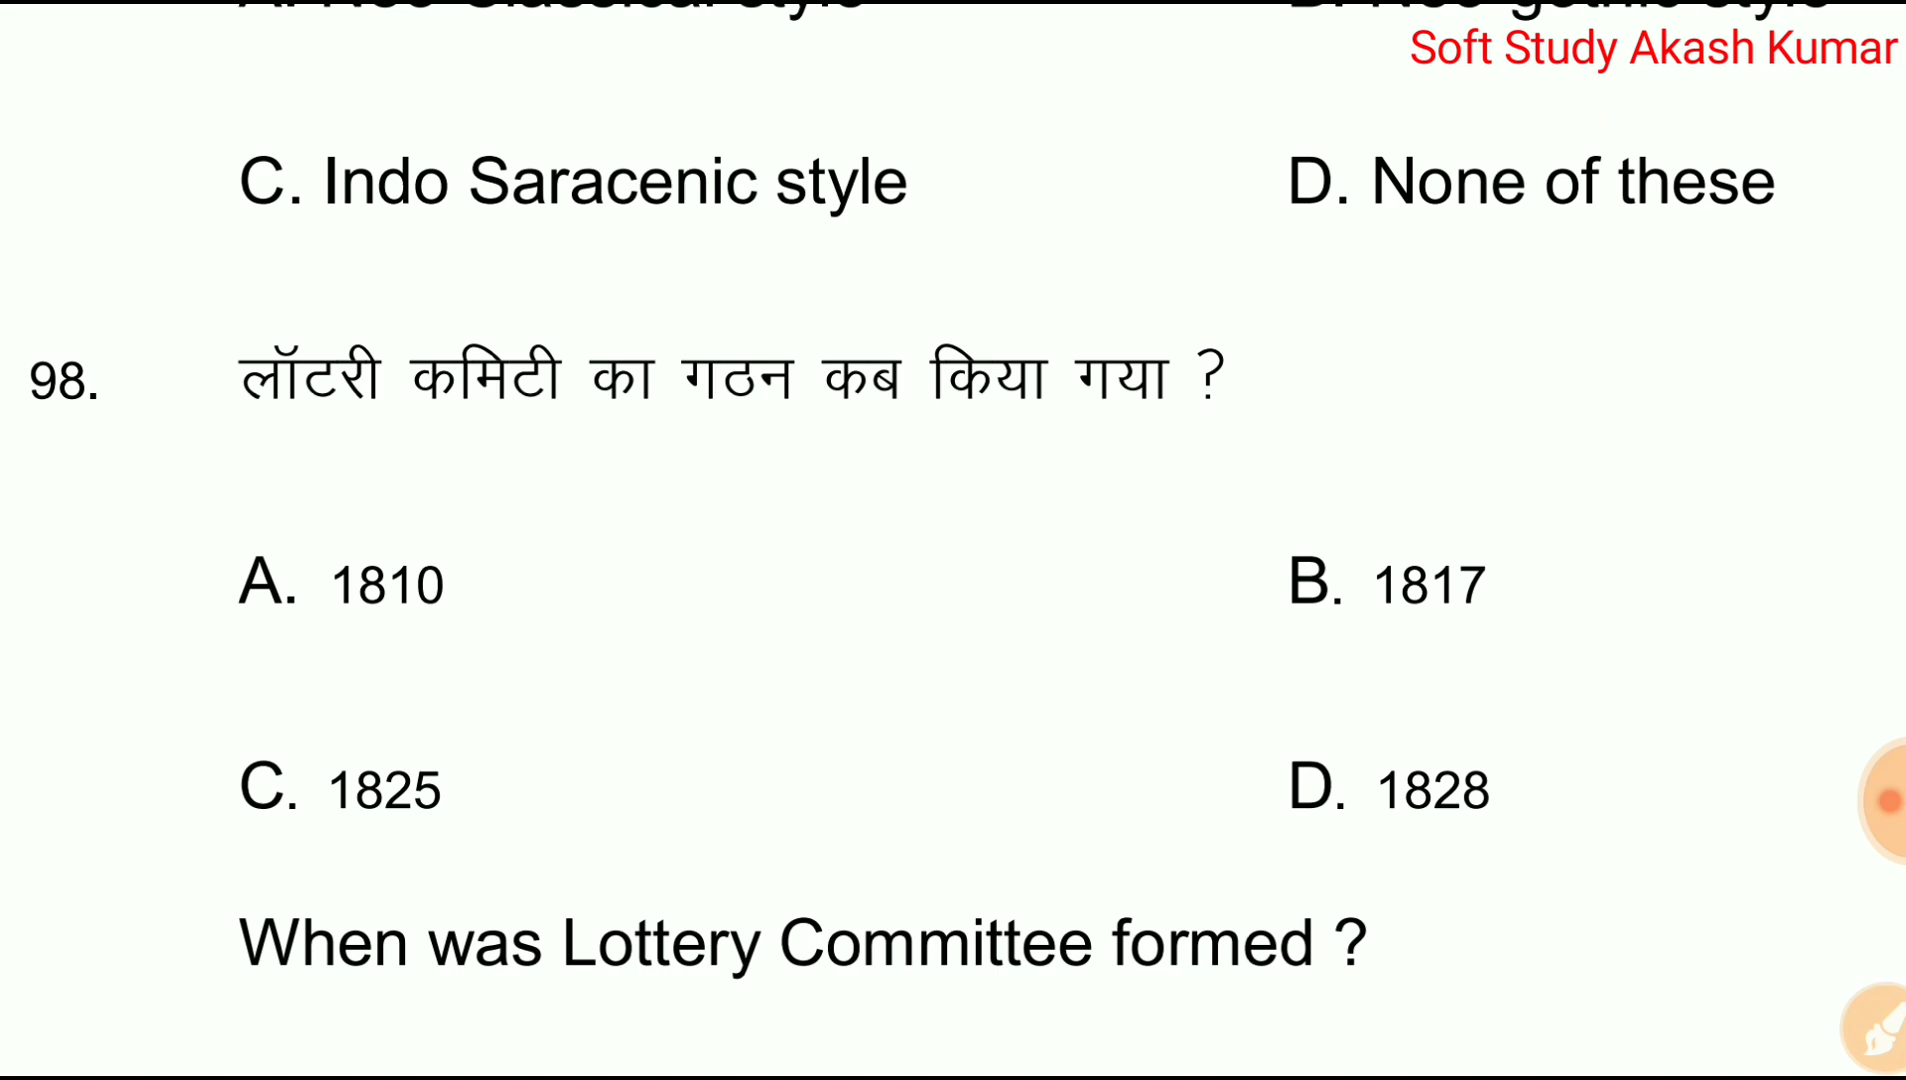 Soft Study Akash Kumar
C. Indo Saracenic style D. None of these
98. लॉटरी कमिटी का गठन कब किया गया ?
A. 1810 B. 1817
C. 1825 D. 1828
When was Lottery Committee formed ?